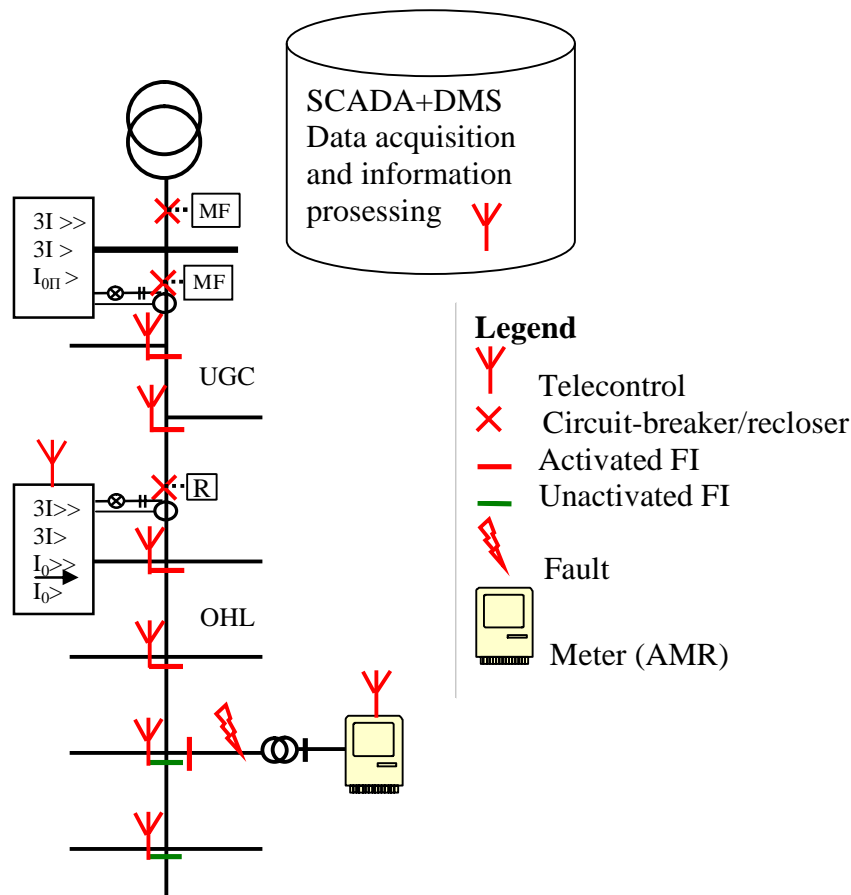 SCADA+DMS
Data acquisition
and information
prosessing
MF
3I >>
3I >
I₀Π >
MF
UGC
R
3I>>
3I>
I₀>>
I₀>
OHL
Legend
Telecontrol
Circuit-breaker/recloser
Activated FI
Unactivated FI
Fault
Meter (AMR)